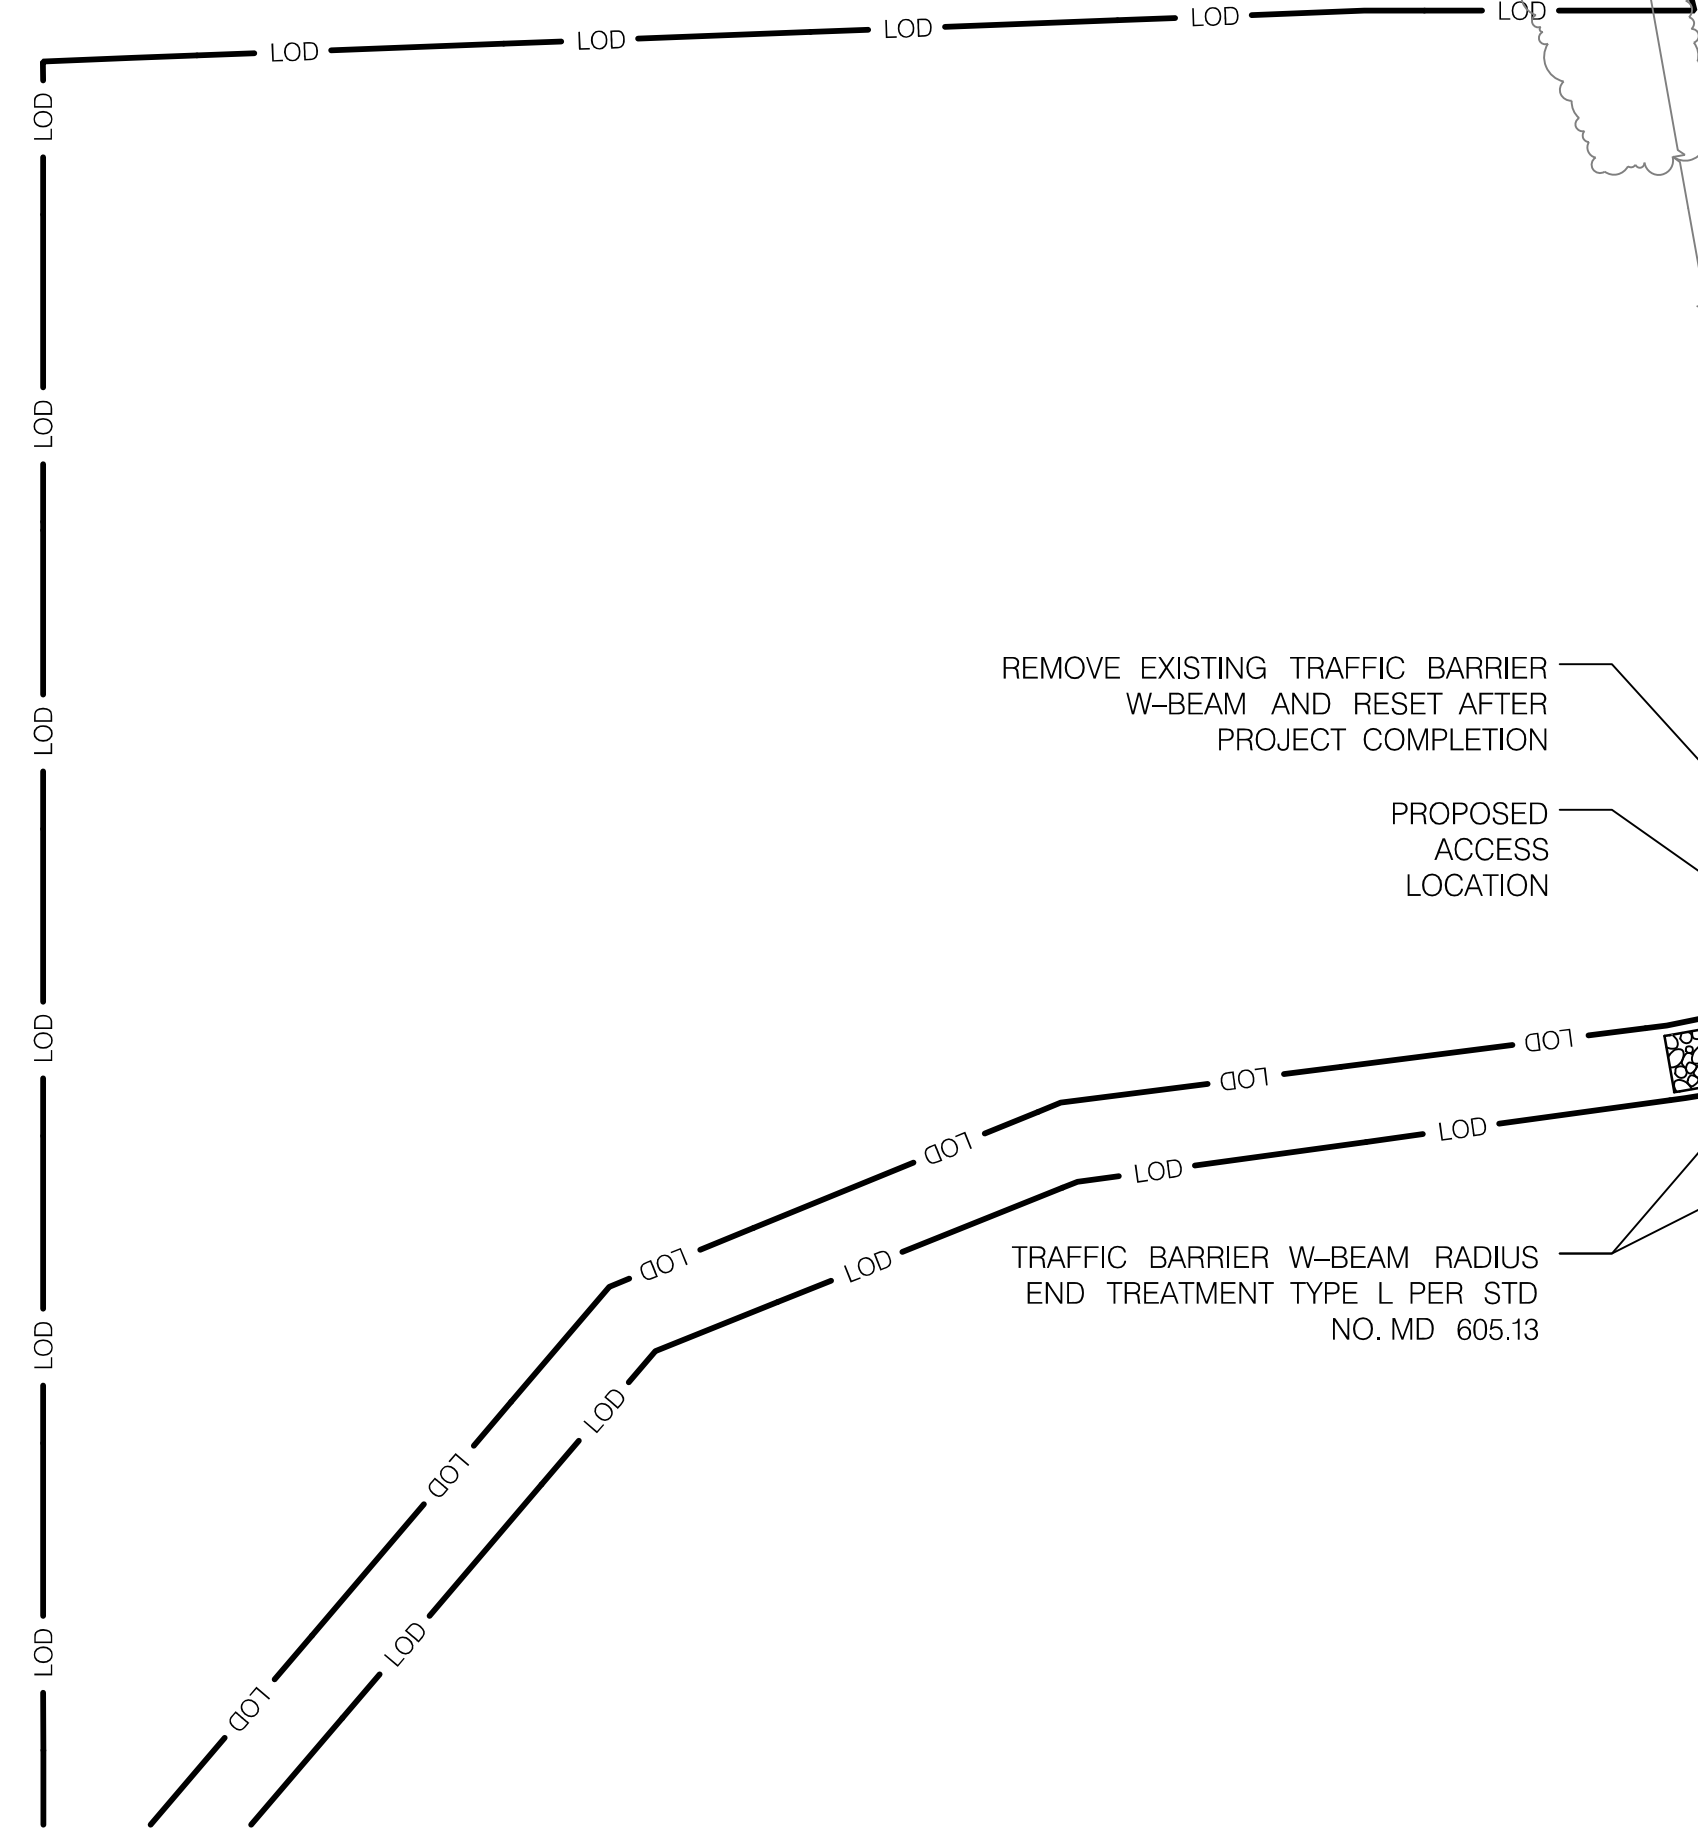 LOD LOD LOD LOD LOD
LOD
LOD
LOD
REMOVE EXISTING TRAFFIC BARRIER
W–BEAM AND RESET AFTER
PROJECT COMPLETION
PROPOSED
ACCESS
LOCATION
LOD
LOD
LOD
LOD
LOD
LOD
LOD
LOD
LOD
TRAFFIC BARRIER W–BEAM RADIUS
END TREATMENT TYPE L PER STD
NO. MD 605.13
LOD
LOD
LOD
LOD
LOD
LOD